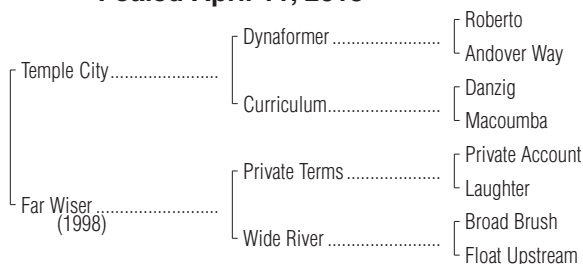 Roberto
Dynaformer
Andover Way
Temple City
Danzig
Curriculum
Macoumba
Private Account
Private Terms
Laughter
Far Wiser
(1998)
Broad Brush
Wide River
Float Upstream